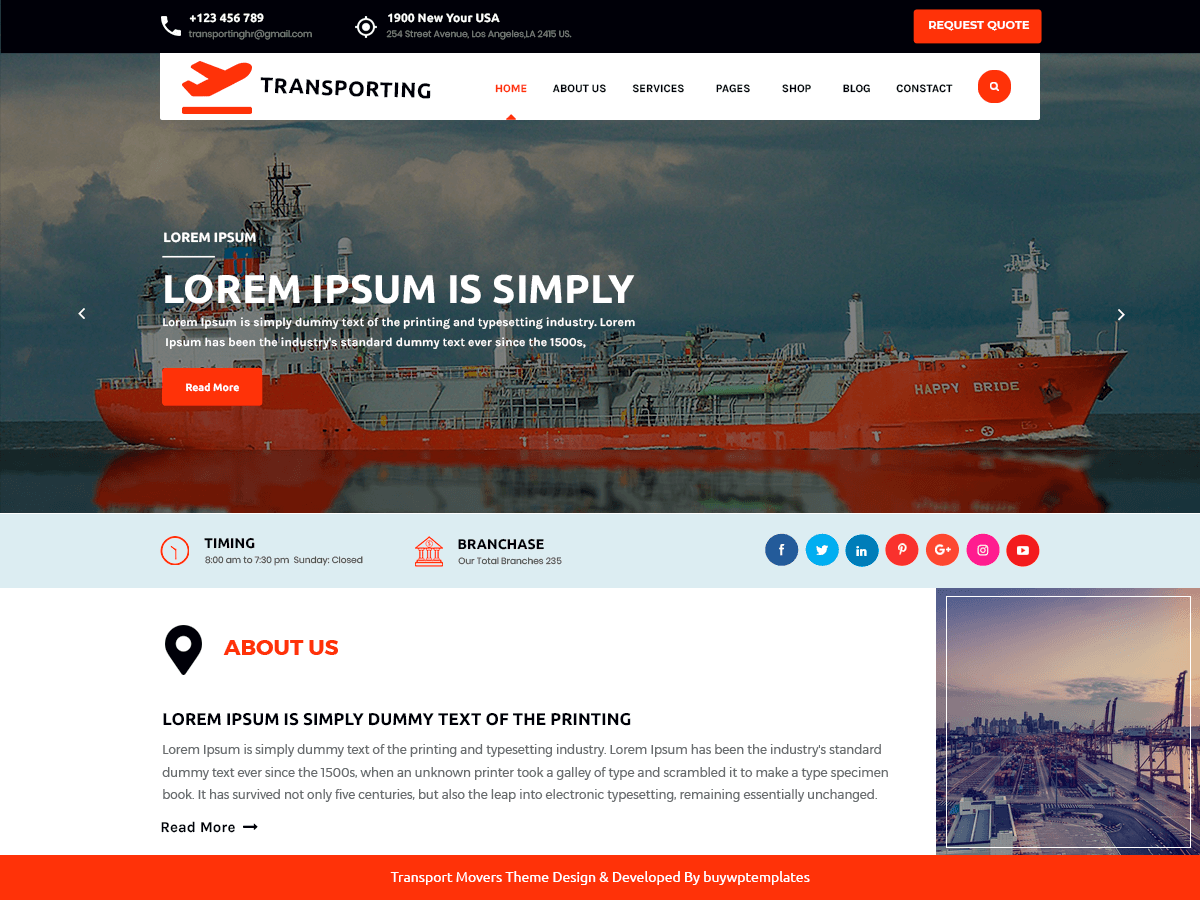 +123 456 789
transportinghr@gmail.com
1900 New Your USA
254 Street Avenue, Los Angeles,LA 2415 US.
REQUEST QUOTE
TRANSPORTING
HOME ABOUT US SERVICES PAGES SHOP BLOG CONSTACT
LOREM IPSUM
LOREM IPSUM IS SIMPLY
Lorem Ipsum is simply dummy text of the printing and typesetting industry. Lorem
Ipsum has been the industry's standard dummy text ever since the 1500s,
Read More
HAPPY BRIDE
TIMING
8:00 am to 7:30 pm Sunday: Closed
BRANCHASE
Our Total Branches 235
ABOUT US
LOREM IPSUM IS SIMPLY DUMMY TEXT OF THE PRINTING
Lorem Ipsum is simply dummy text of the printing and typesetting industry. Lorem Ipsum has been the industry's standard
dummy text ever since the 1500s, when an unknown printer took a galley of type and scrambled it to make a type specimen
book. It has survived not only five centuries, but also the leap into electronic typesetting, remaining essentially unchanged.
Read More
Transport Movers Theme Design & Developed By buywptemplates